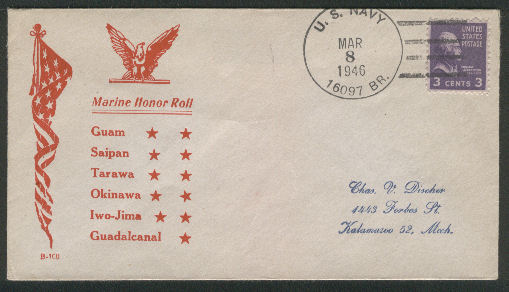 U. S. NAVY
MAR
8
1946
16097 BR.
UNITED
STATES
POSTAGE
3 CENTS 3
Marine Honor Roll
Guam ★ ★
Saipan ★ ★
Tarawa ★ ★
Okinawa ★ ★
Iwo-Jima ★ ★
Guadalcanal ★
B-100
Chas. V. Discher
1443 Forbes St.
Kalamazoo 52, Mich.